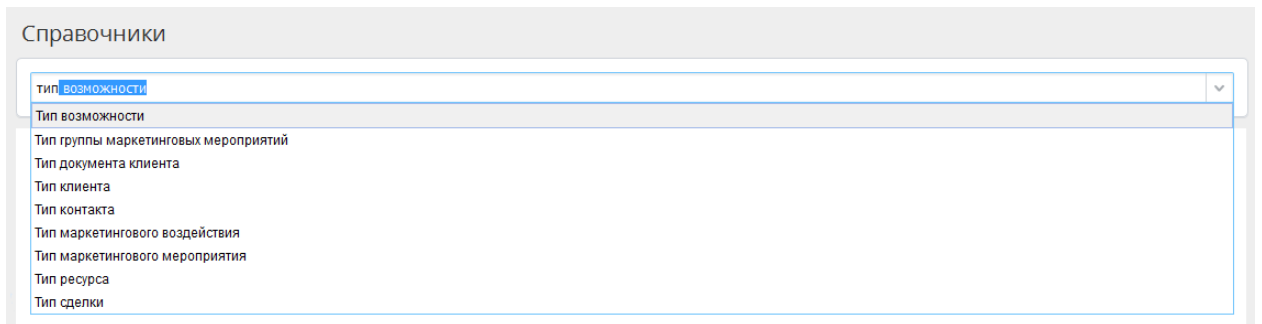 Справочники
тип возможности
Тип возможности
Тип группы маркетинговых мероприятий
Тип документа клиента
Тип клиента
Тип контакта
Тип маркетингового воздействия
Тип маркетингового мероприятия
Тип ресурса
Тип сделки